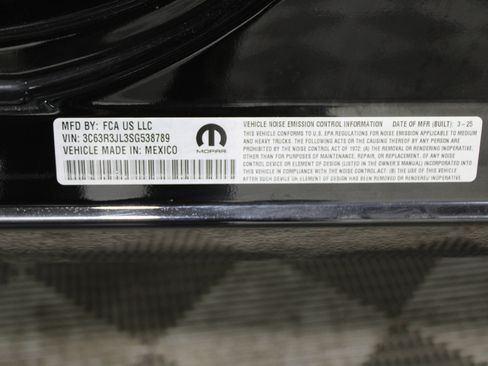 MFD BY: FCA US LLC
VIN: 3C63R3JL3SG538789
VEHICLE MADE IN: MEXICO
MOPAR
VEHICLE NOISE EMISSION CONTROL INFORMATION DATE OF MFR (BUILT): 3-25
THIS VEHICLE CONFORMS TO U.S. EPA REGULATIONS FOR NOISE EMISSION APPLICABLE TO MEDIUM
AND HEAVY TRUCKS. THE FOLLOWING ACTS OR THE CAUSING THEREOF BY ANY PERSON ARE
PROHIBITED BY THE NOISE CONTROL ACT OF 1972: (A) THE REMOVAL OR RENDERING INOPERATIVE,
OTHER THAN FOR PURPOSES OF MAINTENANCE, REPAIR, OR REPLACEMENT, OF ANY NOISE CONTROL
DEVICE OR ELEMENT OF DESIGN (LISTED IN THE OWNER'S MANUAL) INCORPORATED INTO
THIS VEHICLE IN COMPLIANCE WITH THE NOISE CONTROL ACT: (B) THE USE OF THIS VEHICLE
AFTER SUCH DEVICE OR ELEMENT OF DESIGN HAS BEEN REMOVED OR RENDERED INOPERATIVE.